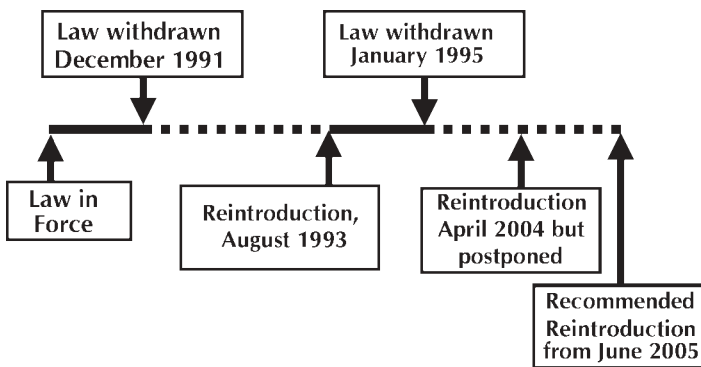 Law withdrawn
December 1991
Law withdrawn
January 1995
Law in
Force
Reintroduction,
August 1993
Reintroduction
April 2004 but
postponed
Recommended
Reintroduction
from June 2005